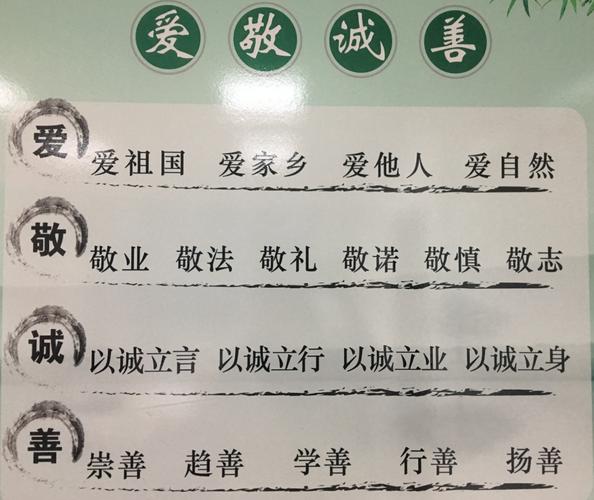 爱 敬 诚 善
爱 爱祖国 爱家乡 爱他人 爱自然
敬 敬业 敬法 敬礼 敬诺 敬慎 敬志
诚 以诚立言 以诚立行 以诚立业 以诚立身
善 崇善 趋善 学善 行善 扬善